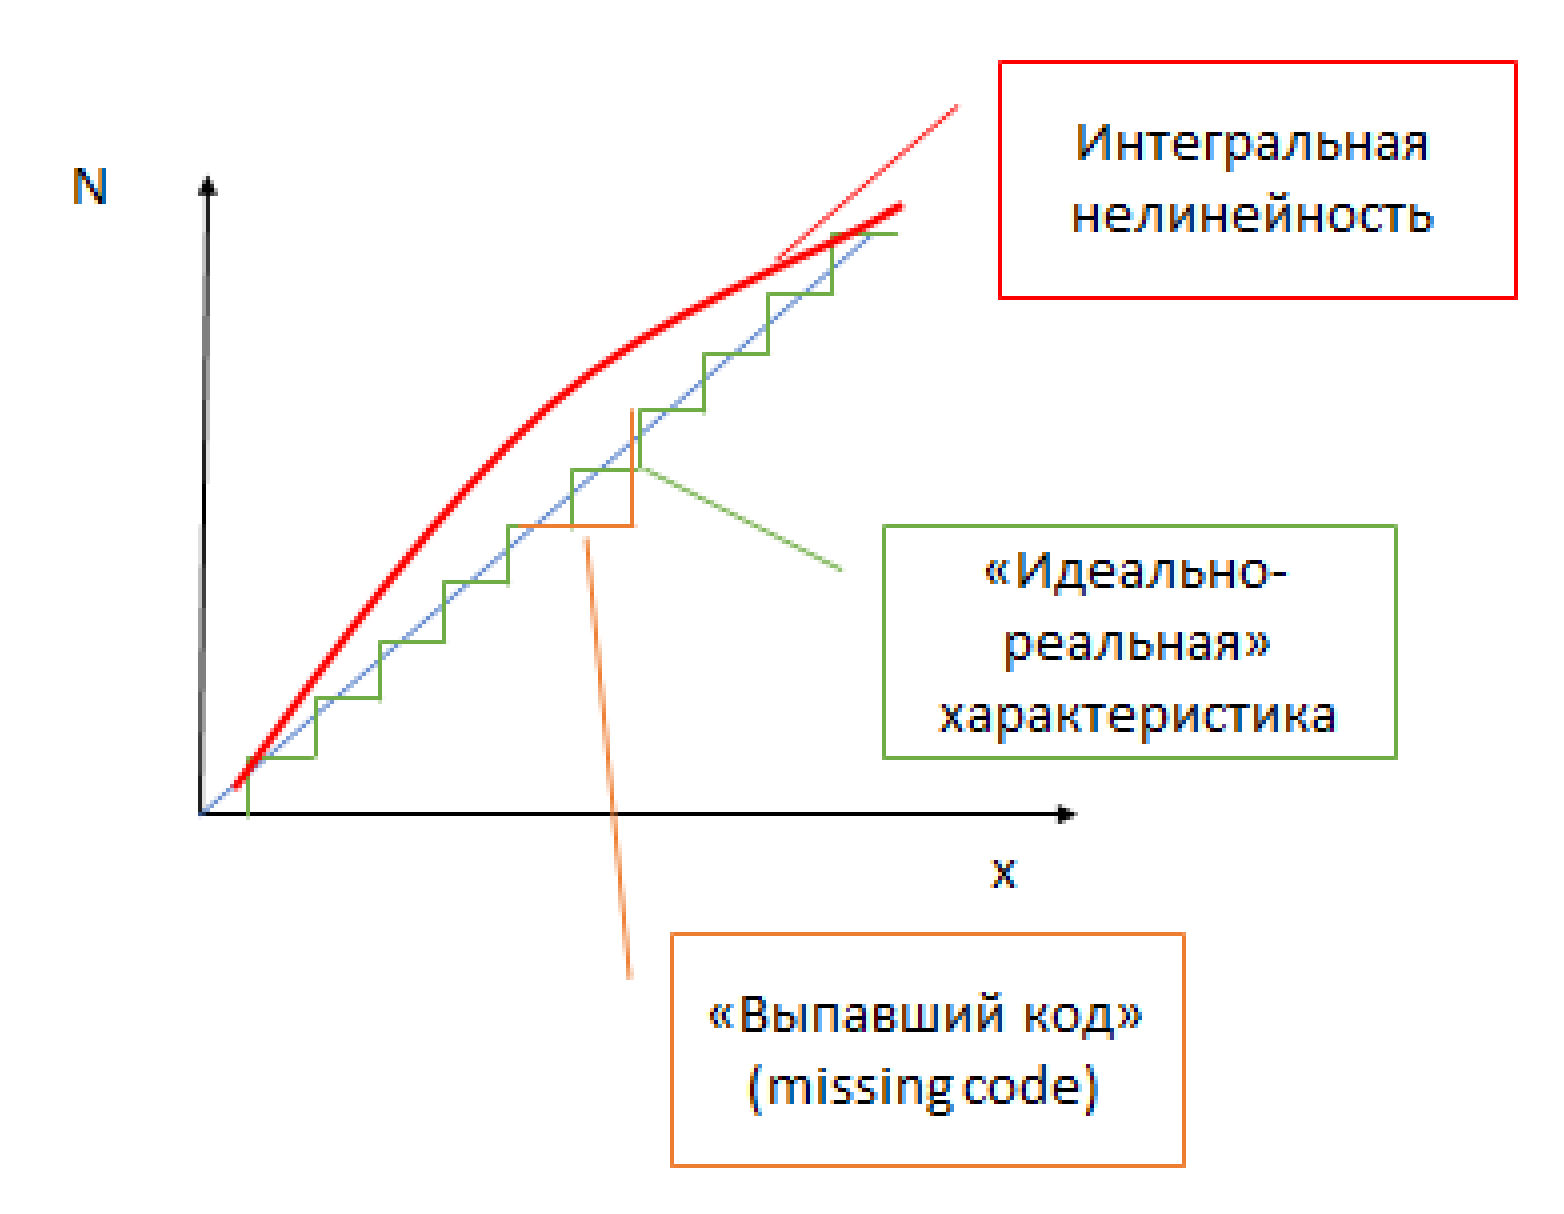 Интегральная
нелинейность
N
«Идеально-
реальная»
характеристика
x
«Выпавший код»
(missing code)